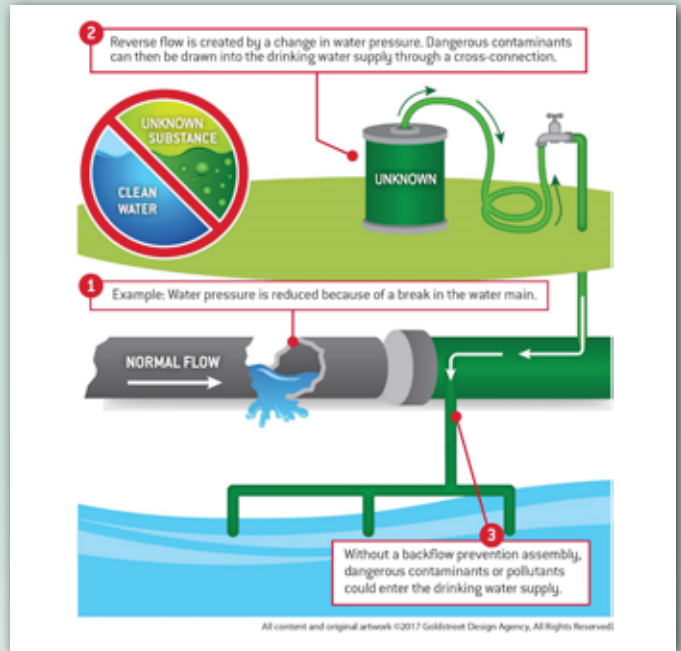 2
Reverse flow is created by a change in water pressure. Dangerous contaminants
can then be drawn into the drinking water supply through a cross-connection.
UNKNOWN
SUBSTANCE
CLEAN
WATER
UNKNOWN
1
Example: Water pressure is reduced because of a break in the water main.
NORMAL FLOW
3
Without a backflow prevention assembly,
dangerous contaminants or pollutants
could enter the drinking water supply.
All content and original artwork ©2017 Goldstreet Design Agency, All Rights Reserved